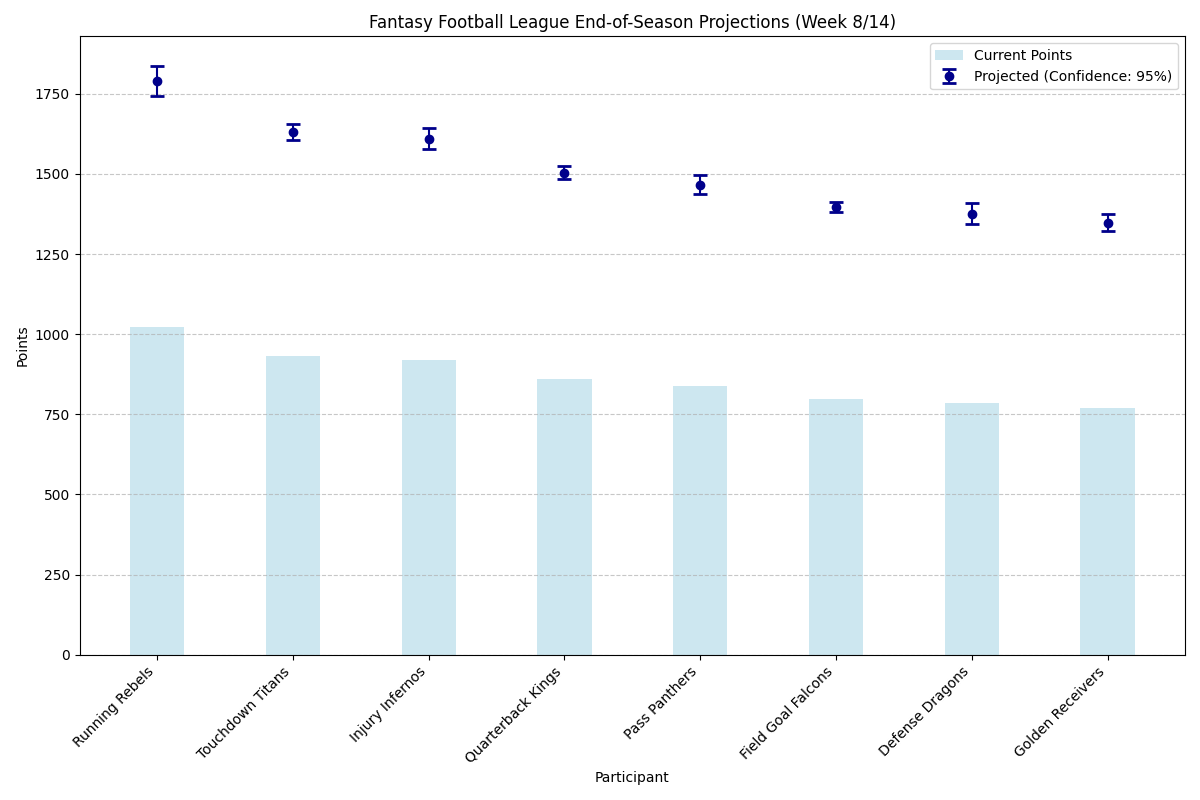 Fantasy Football League End-of-Season Projections (Week 8/14)
Current Points
Projected (Confidence: 95%)
Points
1750
1500
1250
1000
750
500
250
0
Running Rebels
Touchdown Titans
Injury Infernos
Quarterback Kings
Pass Panthers
Field Goal Falcons
Defense Dragons
Golden Receivers
Participant